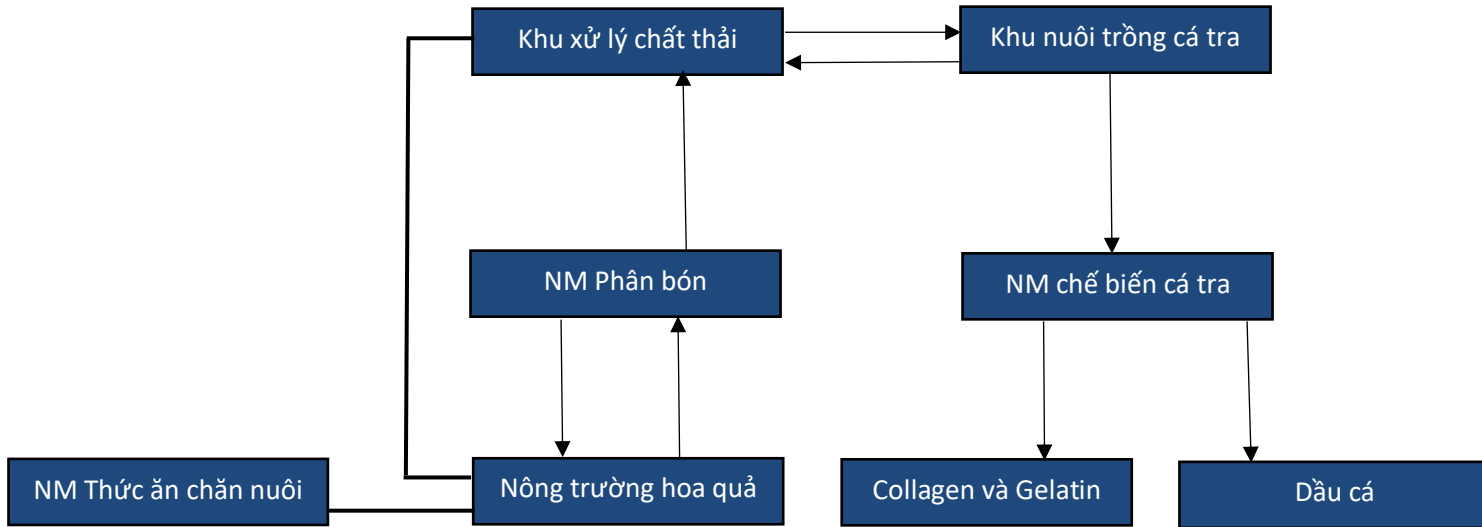 Khu xử lý chất thải
Khu nuôi trồng cá tra
NM Phân bón
NM chế biến cá tra
NM Thức ăn chăn nuôi
Nông trường hoa quả
Collagen và Gelatin
Dầu cá